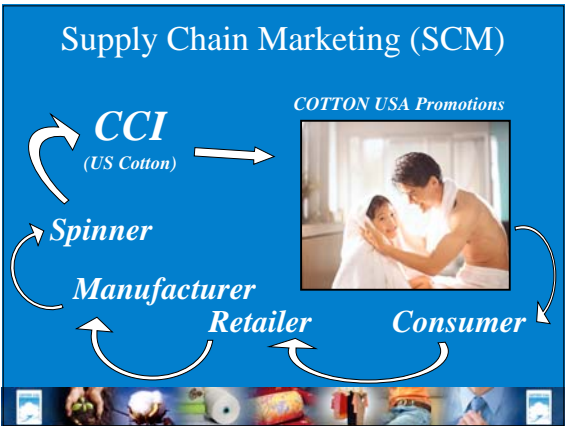 Supply Chain Marketing (SCM)
COTTON USA Promotions
CCI
(US Cotton)
Spinner
Manufacturer
Retailer
Consumer